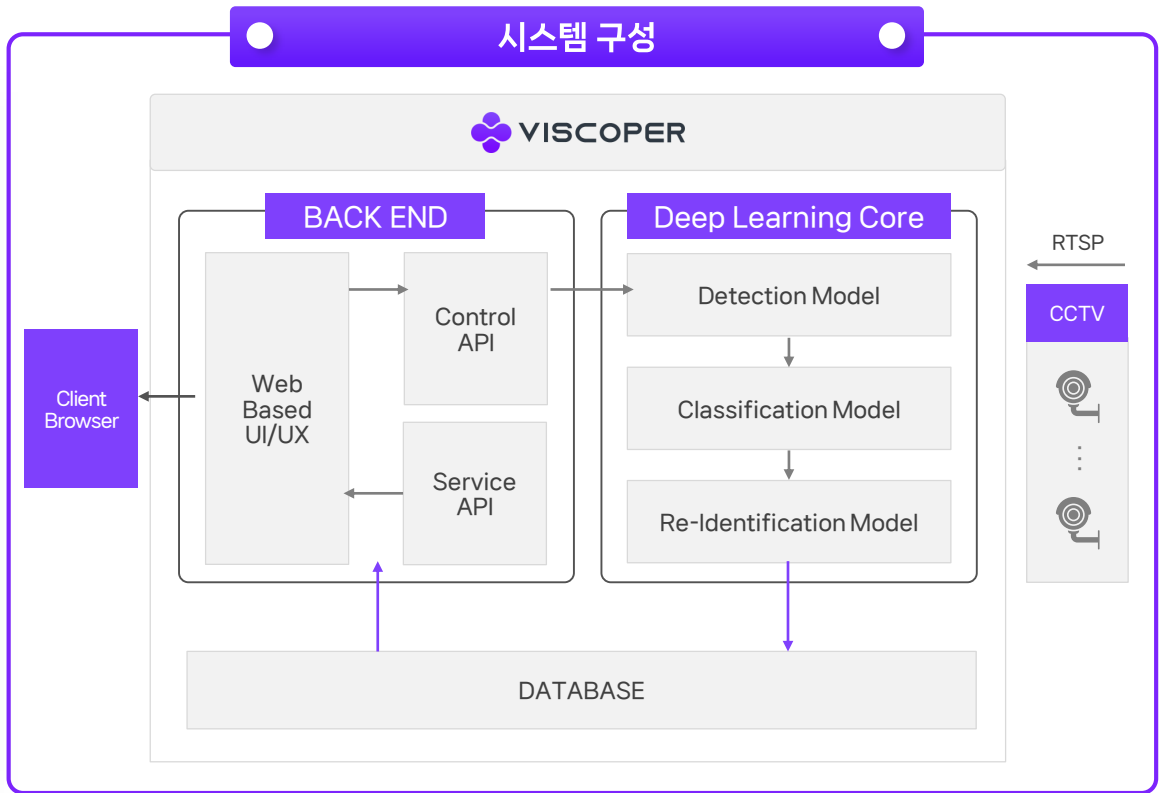 시스템 구성
VISCOPER
BACK END
Web
Based
UI/UX
Control
API
Service
API
Deep Learning Core
Detection Model
Classification Model
Re-Identification Model
DATABASE
Client
Browser
RTSP
CCTV